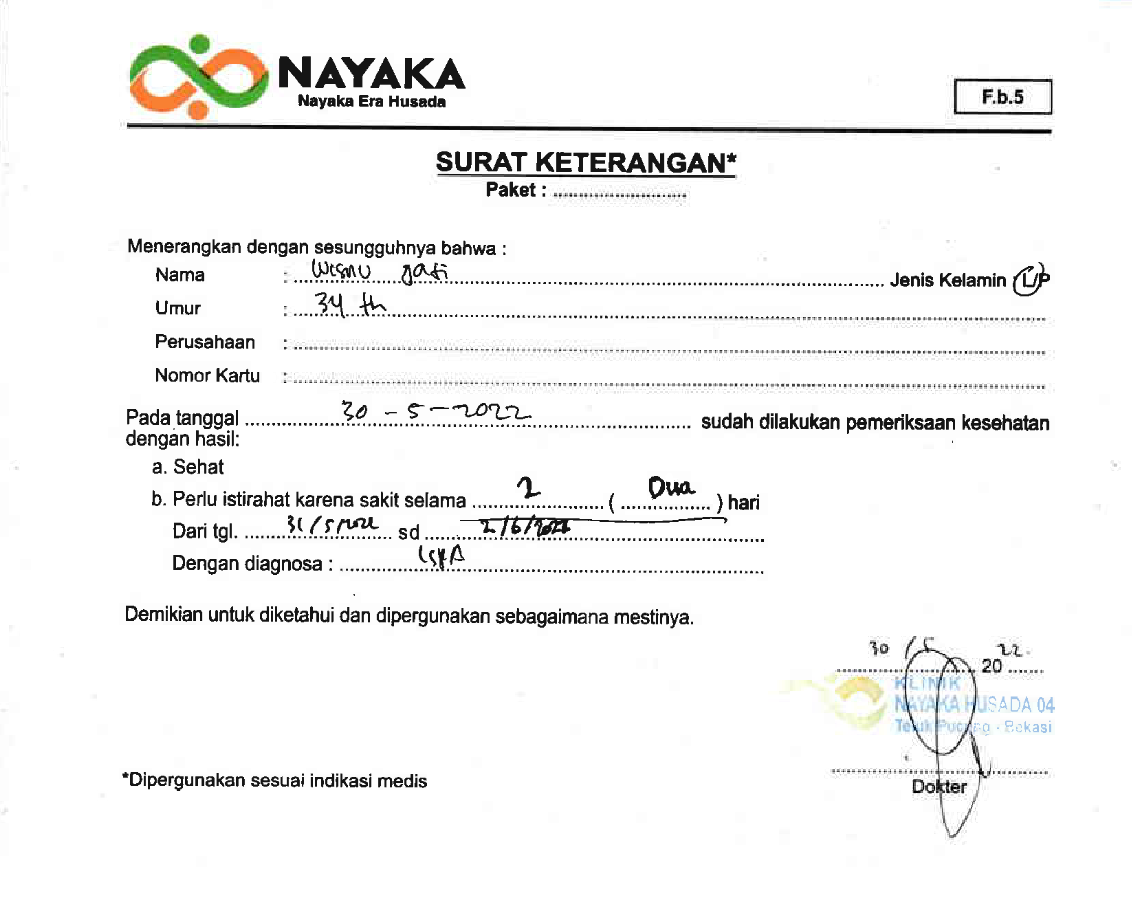 NAYAKA
Nayaka Era Husada
F.b.5
SURAT KETERANGAN*
Paket : ..........................
Menerangkan dengan sesungguhnya bahwa :
Nama : Wisnu Jati Jenis Kelamin L/P
Umur : 34 th
Perusahaan :
Nomor Kartu :
Pada tanggal 30 - 5 - 2022 sudah dilakukan pemeriksaan kesehatan
dengan hasil:
a. Sehat
b. Perlu istirahat karena sakit selama 2 ( Dua ) hari
Dari tgl. 31/5/2022 sd 2/6/2022
Dengan diagnosa : ISPA
Demikian untuk diketahui dan dipergunakan sebagaimana mestinya.
30 / 5 20 22
KLINIK
NAYAKA HUSADA 04
Teluk Pucung - Bekasi
*Dipergunakan sesuai indikasi medis
Dokter